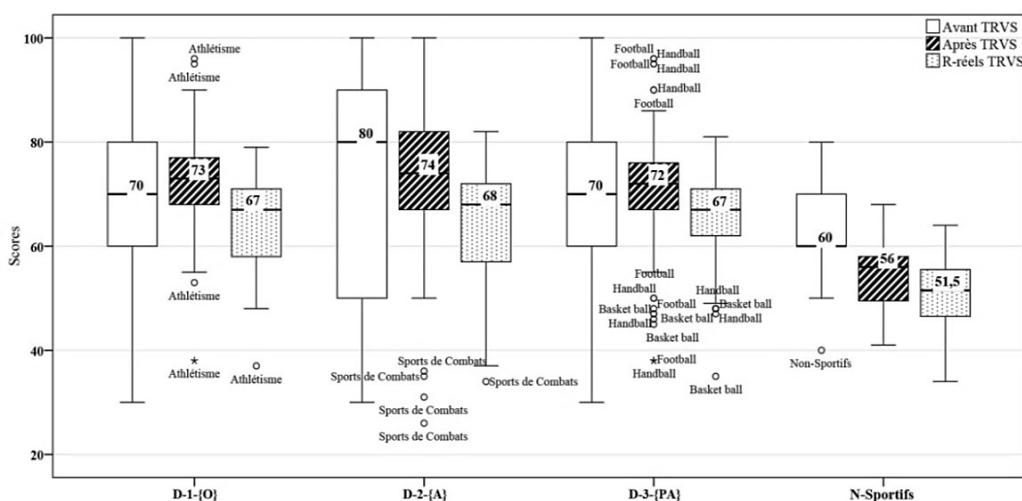 Avant TRVS
Après TRVS
R-réels TRVS
Scores
100
80
60
40
20
Athlétisme
Athlétisme
70
73
67
Athlétisme
Athlétisme
Athlétisme
80
74
68
Sports de Combats
Sports de Combats
Sports de Combats
Sports de Combats
Sports de Combats
Football
Handball
Football
Handball
Handball
Football
70
72
67
Football
Handball
Handball
Football
Basket ball
Basket ball
Basket ball
Handball
Handball
Basket ball
Football
Handball
Basket ball
60
56
51,5
Non-Sportifs
D-1-{O}
D-2-{A}
D-3-{PA}
N-Sportifs